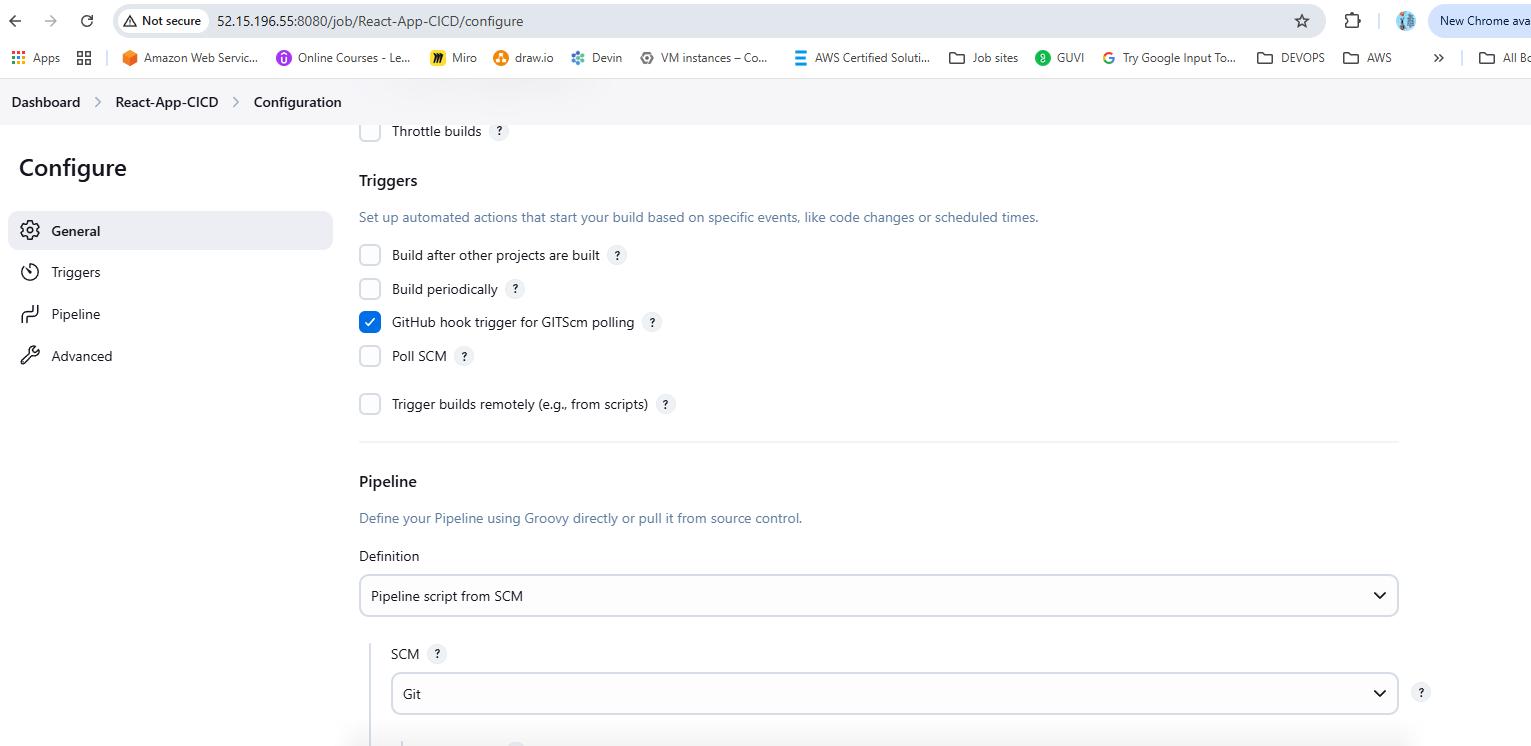 Not secure 52.15.196.55:8080/job/React-App-CICD/configure New Chrome ava
Apps Amazon Web Servic... Online Courses - Le... Miro draw.io Devin VM instances – Co... AWS Certified Soluti... Job sites GUVI Try Google Input To... DEVOPS AWS » All Bo
Dashboard React-App-CICD Configuration
Throttle builds ?
Configure
Triggers
Set up automated actions that start your build based on specific events, like code changes or scheduled times.
General
Triggers
Pipeline
Advanced
Build after other projects are built ?
Build periodically ?
GitHub hook trigger for GITScm polling ?
Poll SCM ?
Trigger builds remotely (e.g., from scripts) ?
Pipeline
Define your Pipeline using Groovy directly or pull it from source control.
Definition
Pipeline script from SCM
SCM ?
Git ?